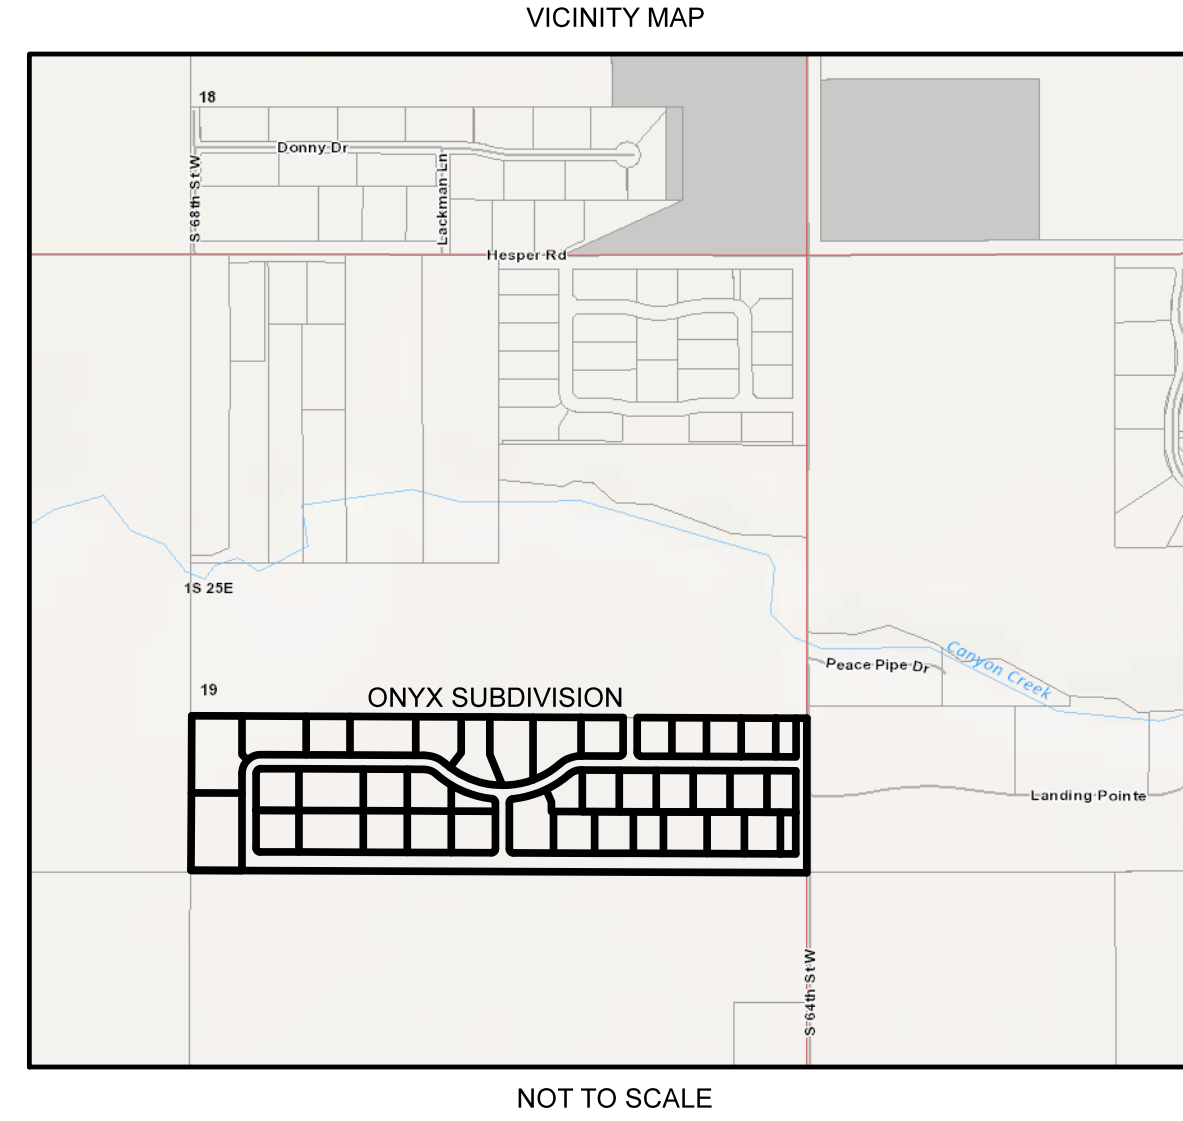 VICINITY MAP
18
Donny Dr
S 68th St W
Lackman Ln
Hesper Rd
1S 25E
Canyon Creek
Peace Pipe Dr
19
ONYX SUBDIVISION
Landing Pointe
S 64th St W
NOT TO SCALE